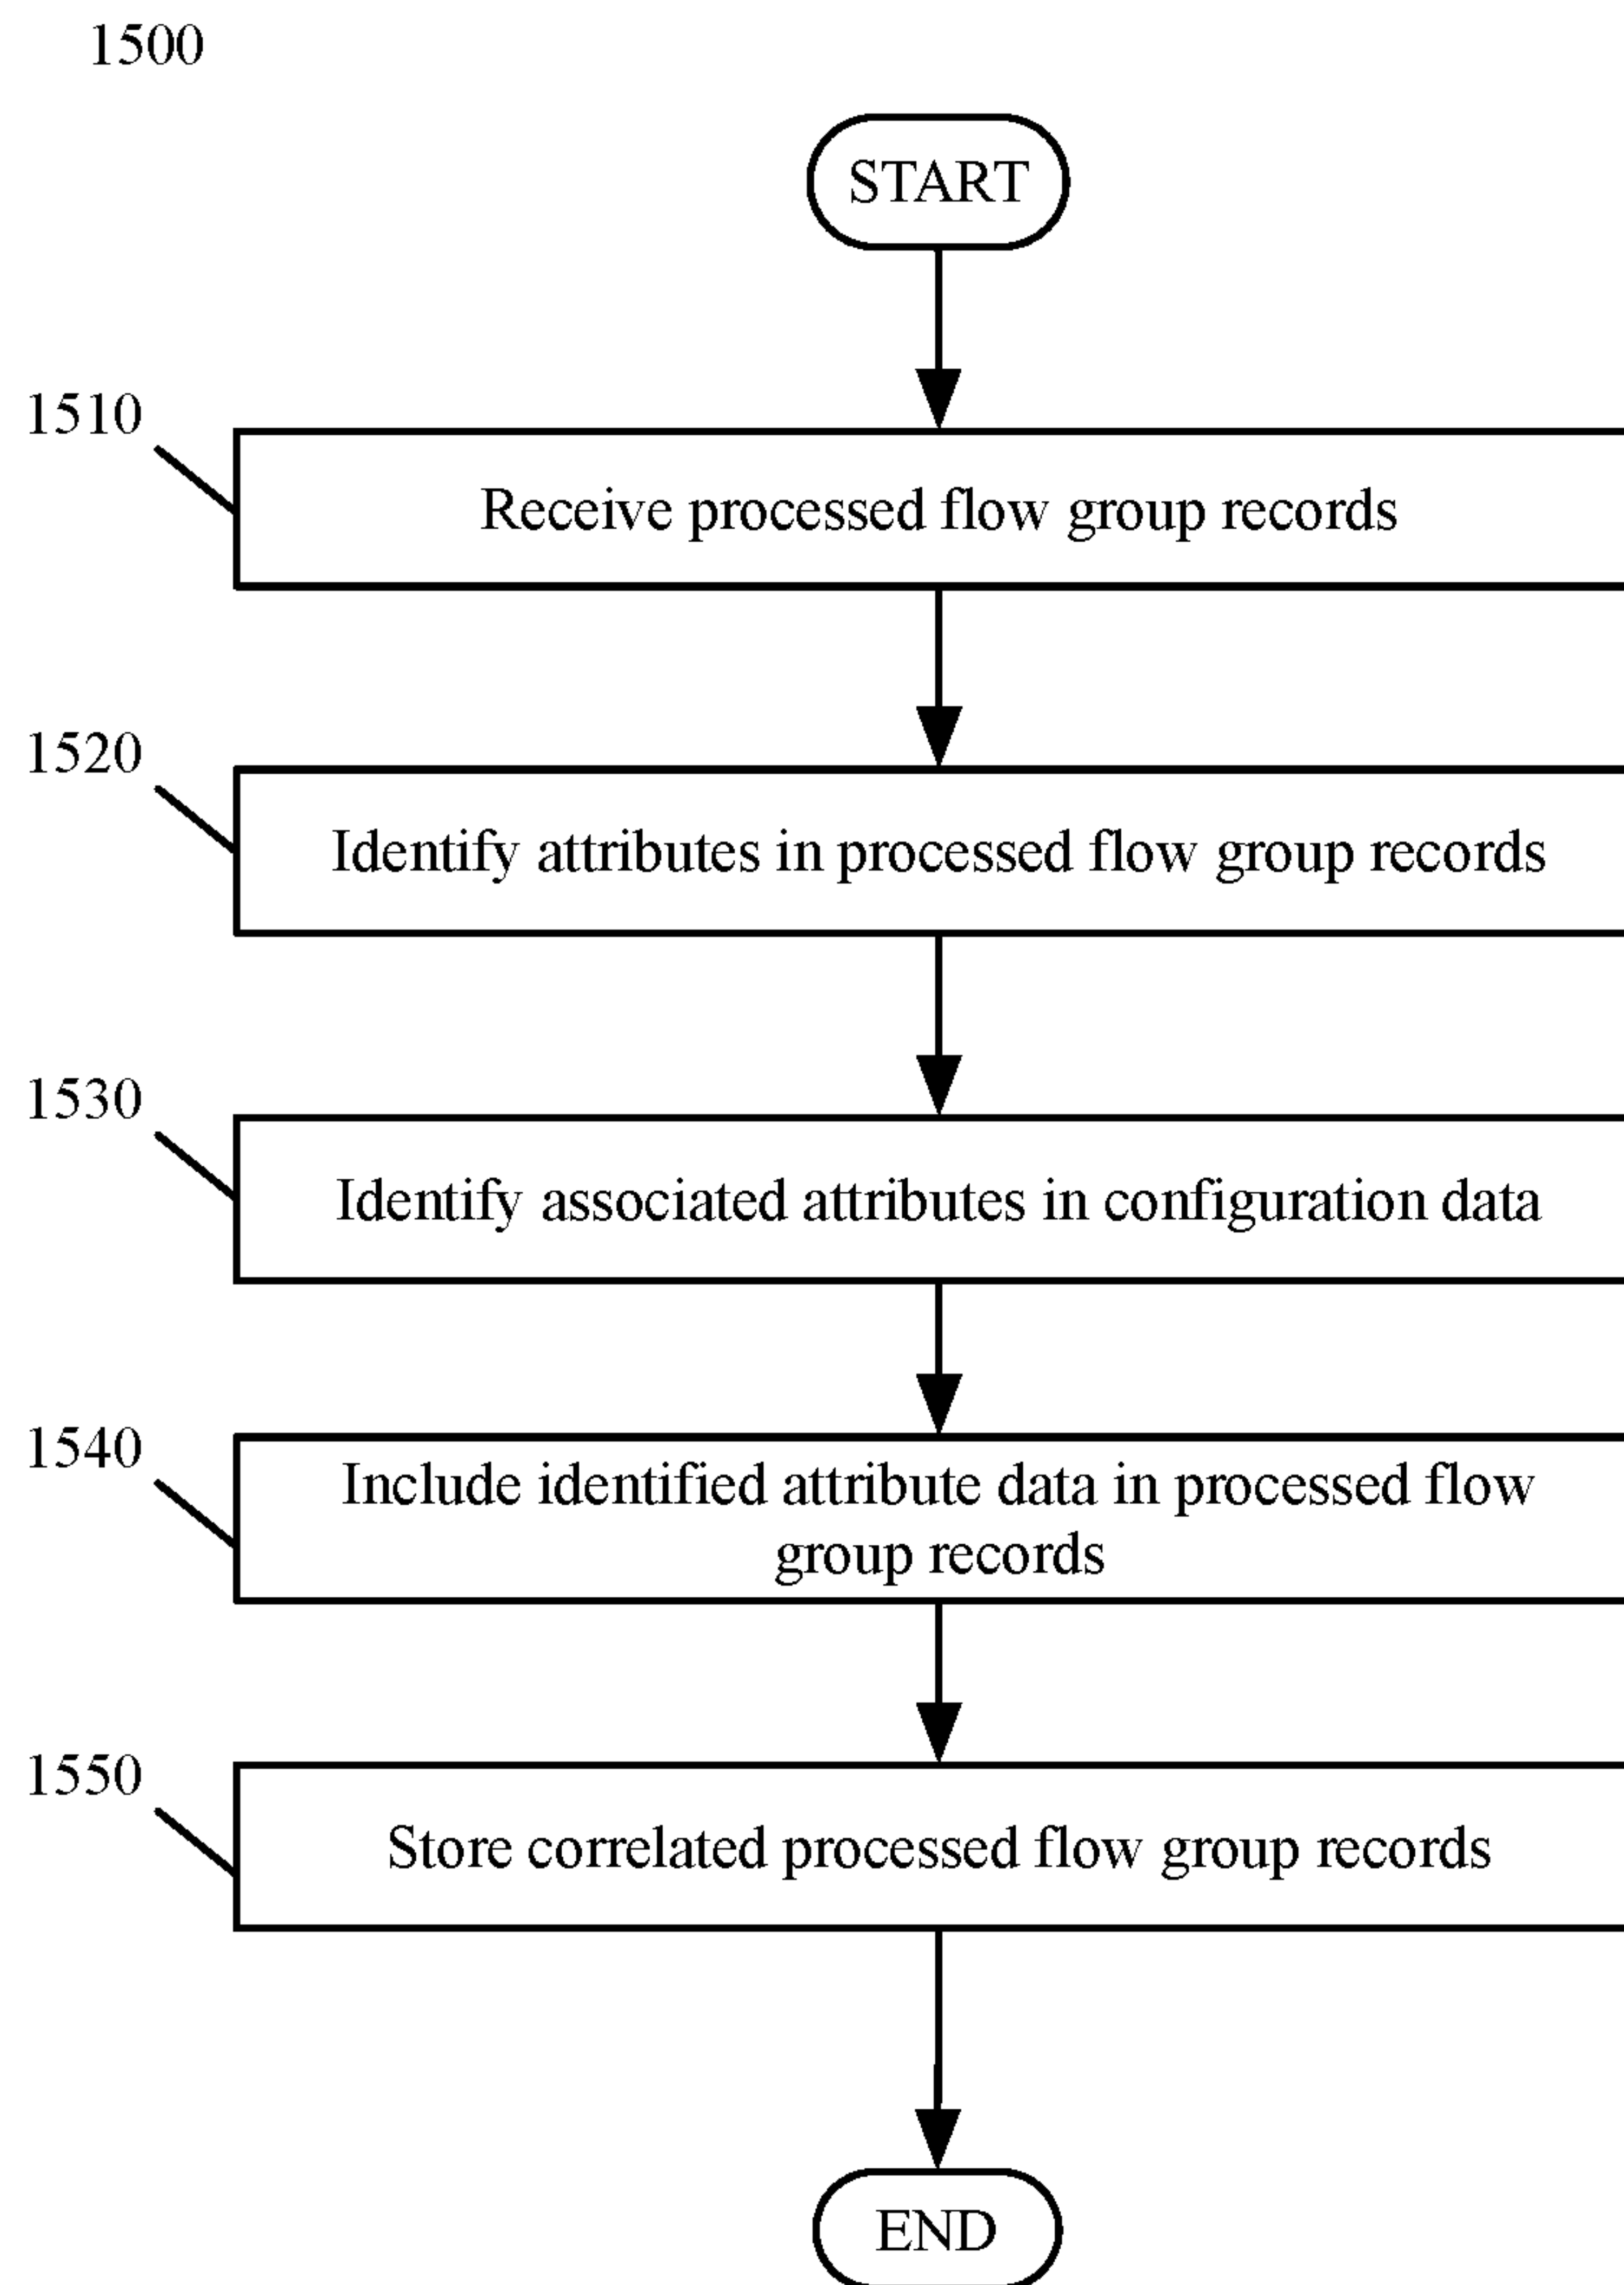 1500
START
1510
Receive processed flow group records
1520
Identify attributes in processed flow group records
1530
Identify associated attributes in configuration data
1540
Include identified attribute data in processed flow
group records
1550
Store correlated processed flow group records
END